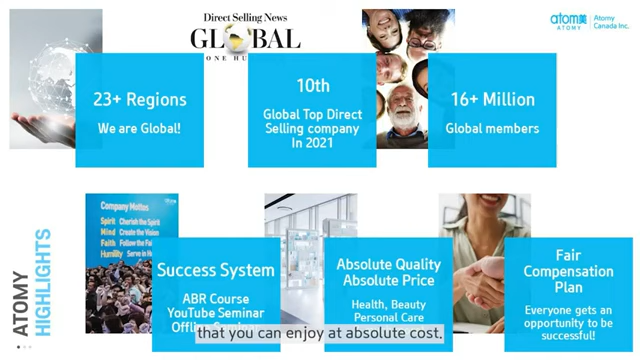 Direct Selling News
GLOBAL
atom美
ATOMY
Atomy
Canada Inc.
23+ Regions
We are Global!
10th
Global Top Direct
Selling company
In 2021
16+ Million
Global members
ATOMY
HIGHLIGHTS
Company Mottos
Spirit Cherish the Spirit
Mind Create the Vision
Faith Follow the
Humility Serve in
Success System
ABR Course
YouTube Seminar
Absolute Quality
Absolute Price
Health, Beauty
Personal Care
Fair
Compensation
Plan
Everyone gets an
opportunity to be
successful!
that you can enjoy at absolute cost.